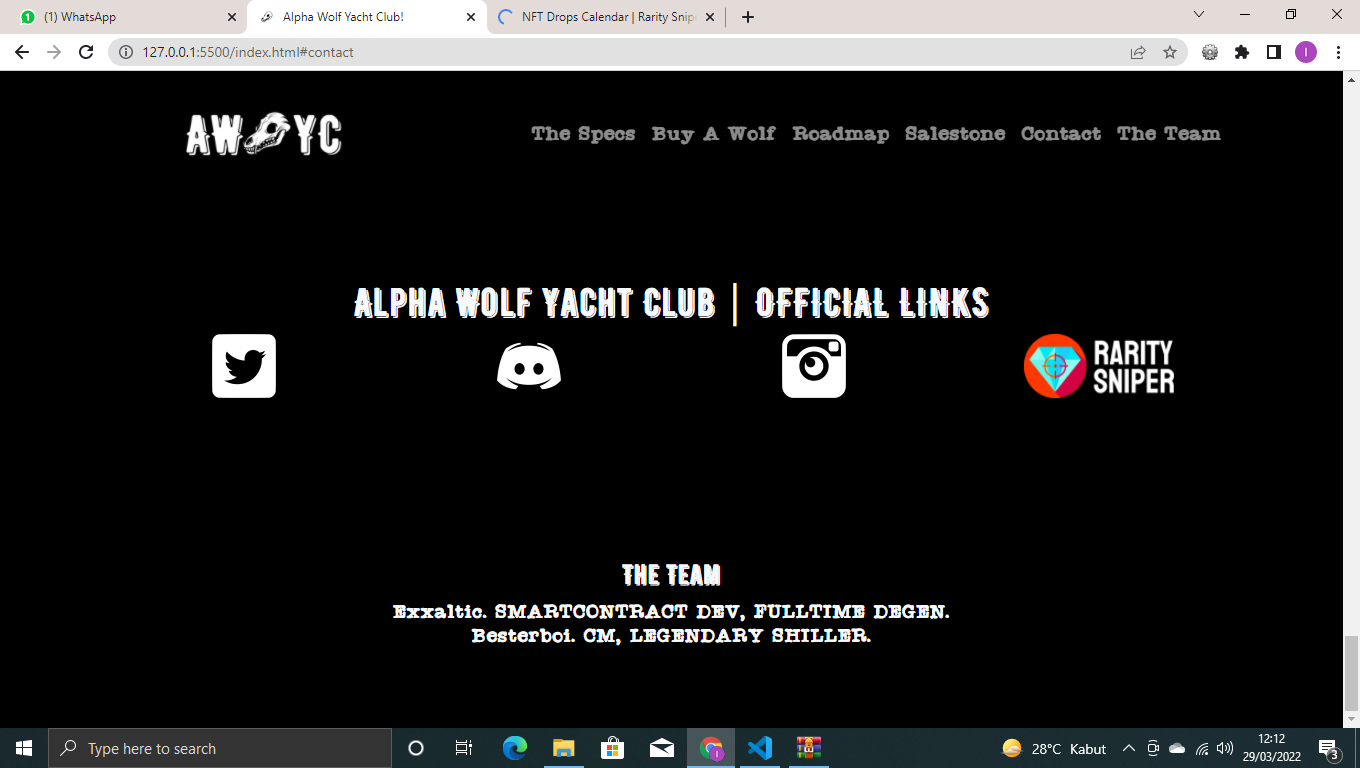 (1) WhatsApp
Alpha Wolf Yacht Club!
NFT Drops Calendar | Rarity Snip
127.0.0.1:5500/index.html#contact
I
AW YC
The Specs Buy A Wolf Roadmap Salestone Contact The Team
ALPHA WOLF YACHT CLUB | OFFICIAL LINKS
RARITY
SNIPER
THE TEAM
Exxaltic. SMARTCONTRACT DEV, FULLTIME DEGEN.
Besterboi. CM, LEGENDARY SHILLER.
Type here to search
28°C Kabut
12:12
29/03/2022
3